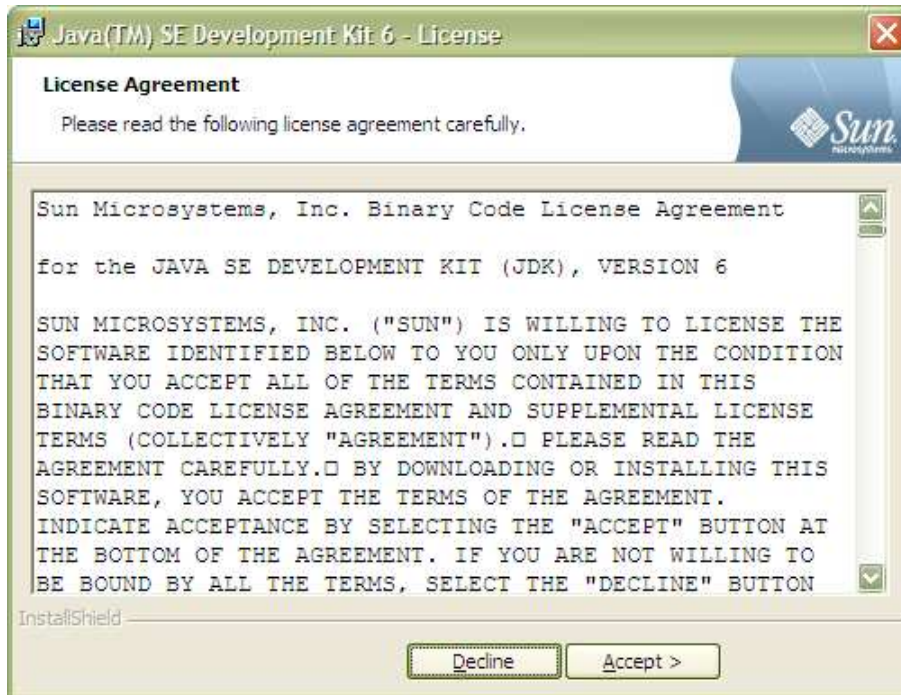 Java(TM) SE Development Kit 6 - License
License Agreement
Please read the following license agreement carefully.
Sun
microsystems
Sun Microsystems, Inc. Binary Code License Agreement
for the JAVA SE DEVELOPMENT KIT (JDK), VERSION 6
SUN MICROSYSTEMS, INC. ("SUN") IS WILLING TO LICENSE THE
SOFTWARE IDENTIFIED BELOW TO YOU ONLY UPON THE CONDITION
THAT YOU ACCEPT ALL OF THE TERMS CONTAINED IN THIS
BINARY CODE LICENSE AGREEMENT AND SUPPLEMENTAL LICENSE
TERMS (COLLECTIVELY "AGREEMENT").□ PLEASE READ THE
AGREEMENT CAREFULLY.□ BY DOWNLOADING OR INSTALLING THIS
SOFTWARE, YOU ACCEPT THE TERMS OF THE AGREEMENT.
INDICATE ACCEPTANCE BY SELECTING THE "ACCEPT" BUTTON AT
THE BOTTOM OF THE AGREEMENT. IF YOU ARE NOT WILLING TO
BE BOUND BY ALL THE TERMS, SELECT THE "DECLINE" BUTTON
InstallShield
Decline
Accept >